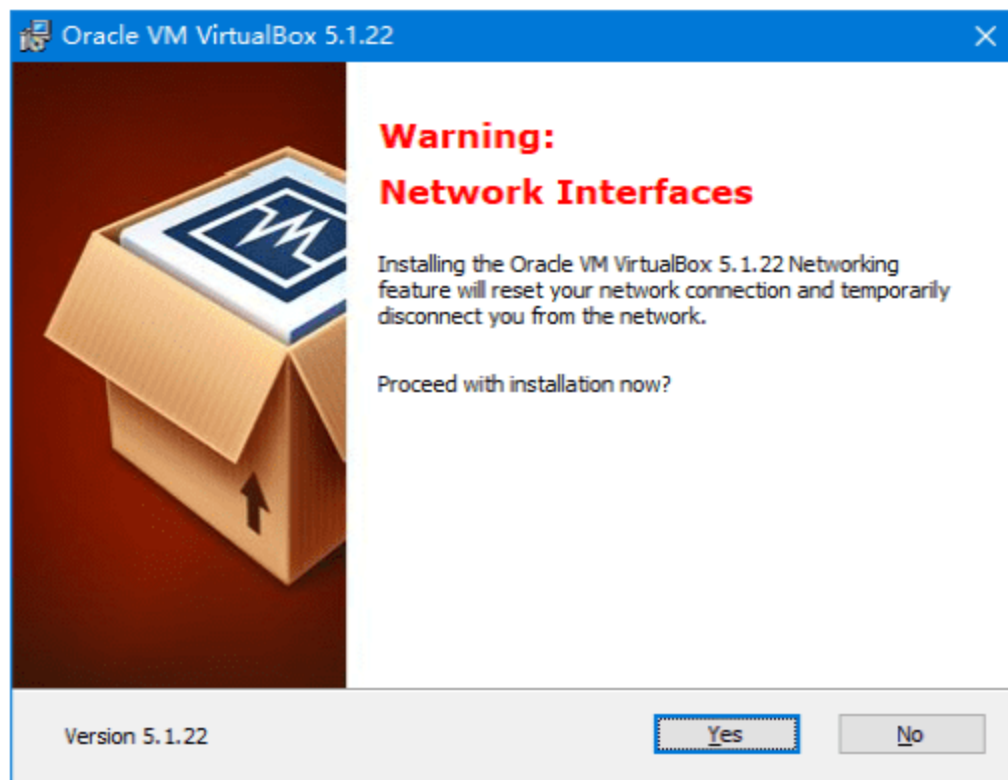 Oracle VM VirtualBox 5.1.22
Warning:
Network Interfaces
Installing the Oracle VM VirtualBox 5.1.22 Networking
feature will reset your network connection and temporarily
disconnect you from the network.
Proceed with installation now?
Version 5.1.22
Yes
No